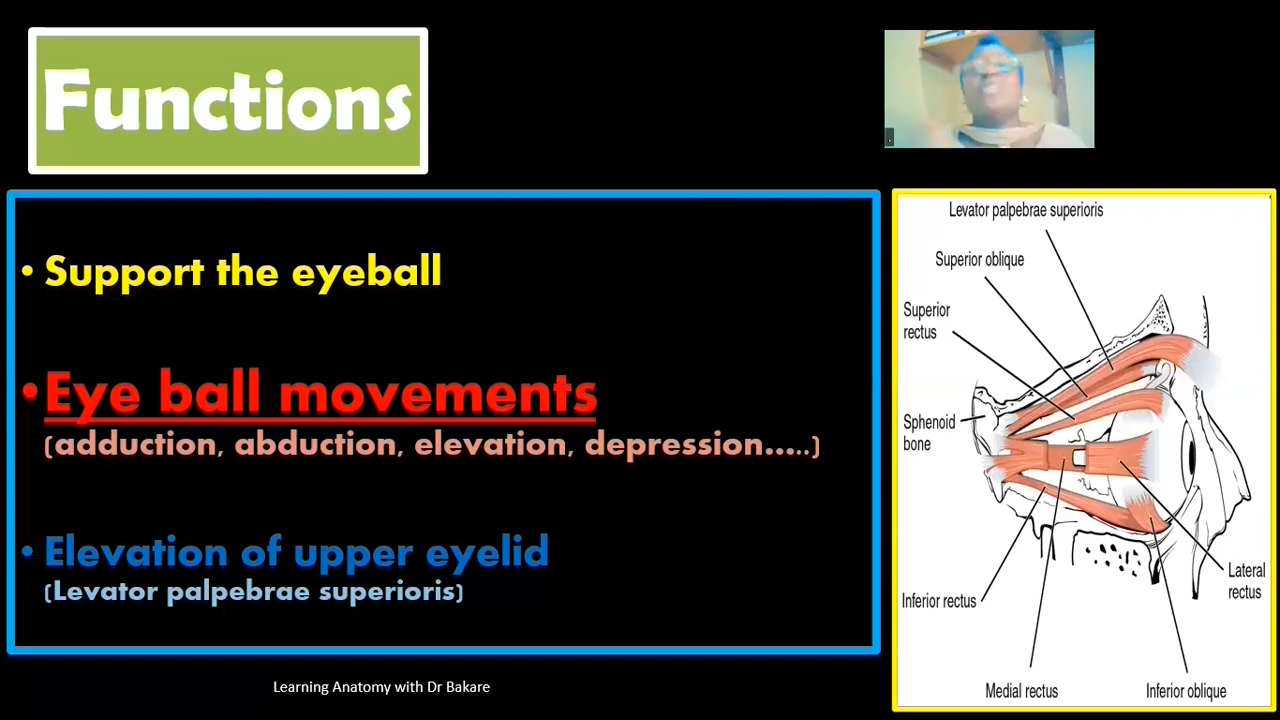 Functions
• Support the eyeball
• Eye ball movements
(adduction, abduction, elevation, depression…..)
• Elevation of upper eyelid
(Levator palpebrae superioris)
Levator palpebrae superioris
Superior oblique
Superior
rectus
Sphenoid
bone
Lateral
rectus
Inferior rectus
Medial rectus
Inferior oblique
Learning Anatomy with Dr Bakare